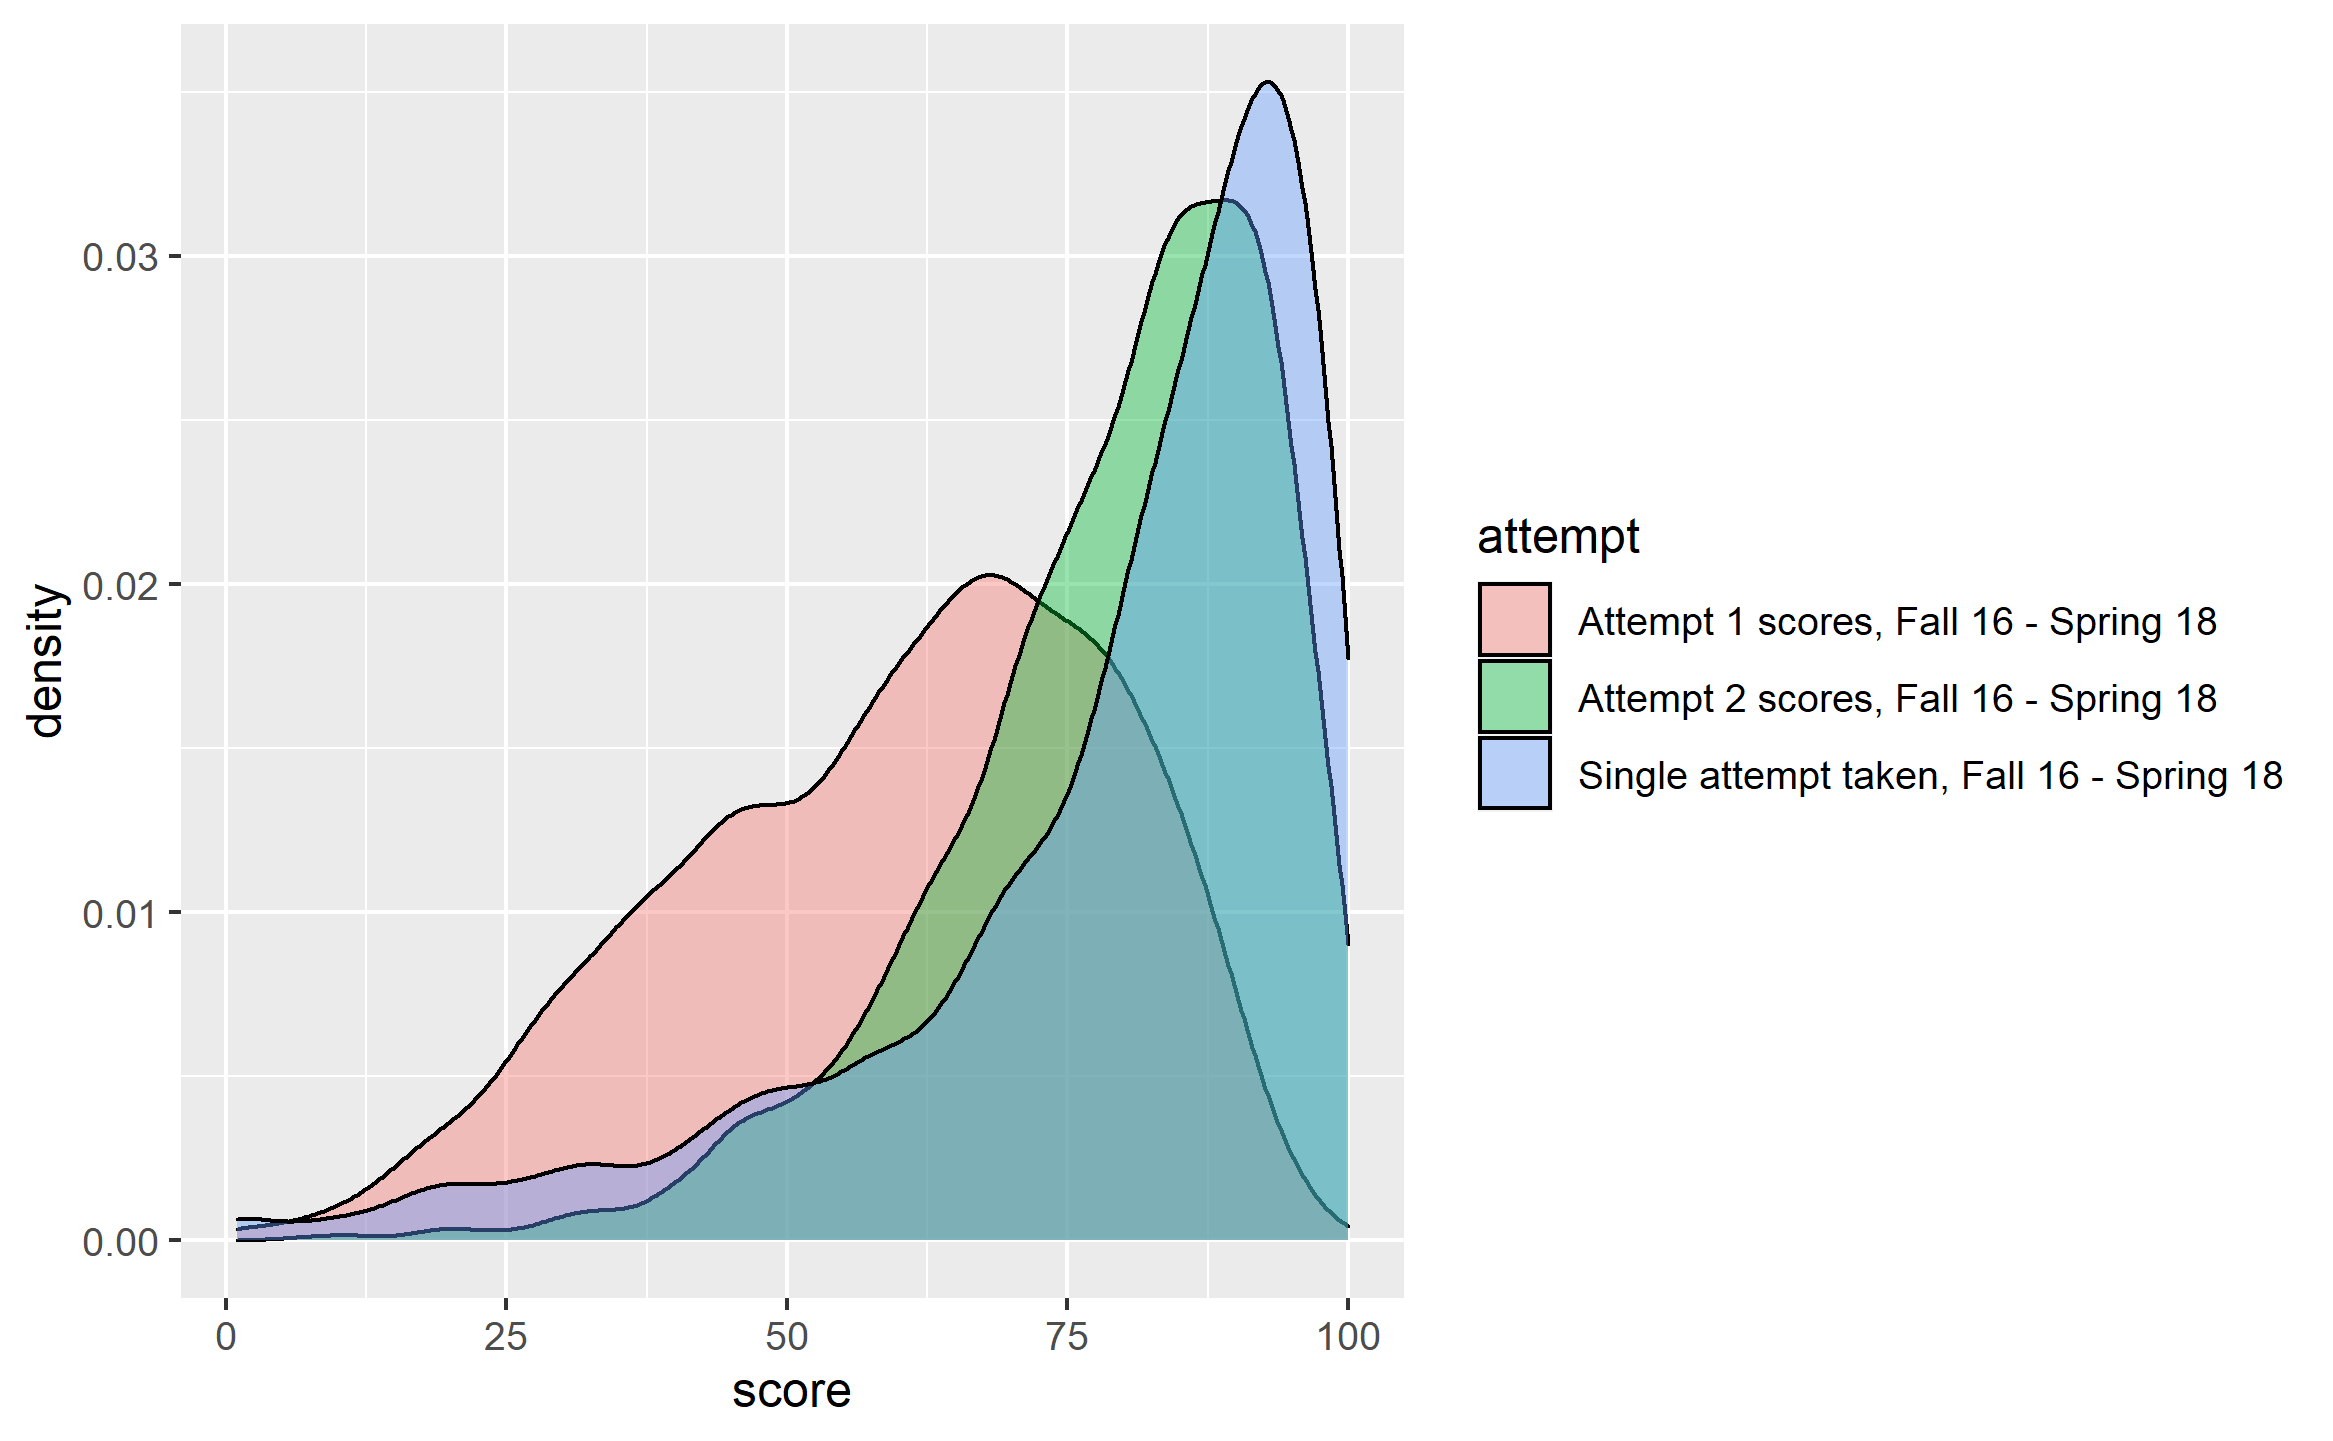 density
0.03
0.02
0.01
0.00
0
25
50
75
100
score
attempt
Attempt 1 scores, Fall 16 - Spring 18
Attempt 2 scores, Fall 16 - Spring 18
Single attempt taken, Fall 16 - Spring 18